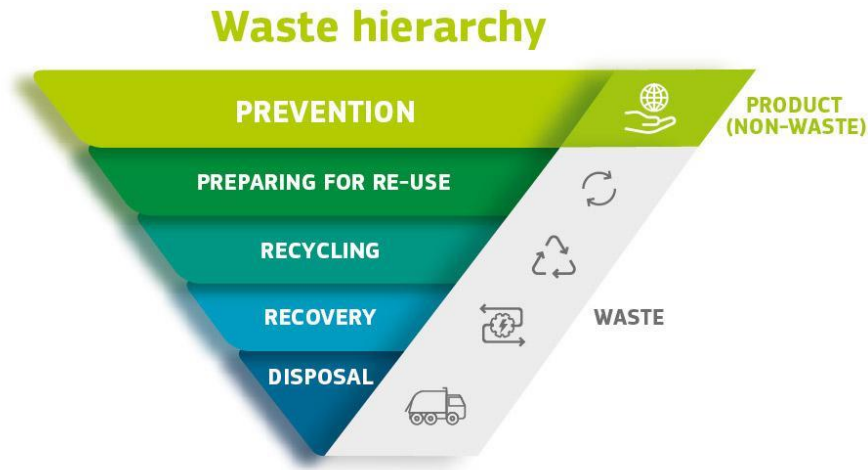 Waste hierarchy
PREVENTION
PRODUCT
(NON-WASTE)
PREPARING FOR RE-USE
RECYCLING
RECOVERY
WASTE
DISPOSAL